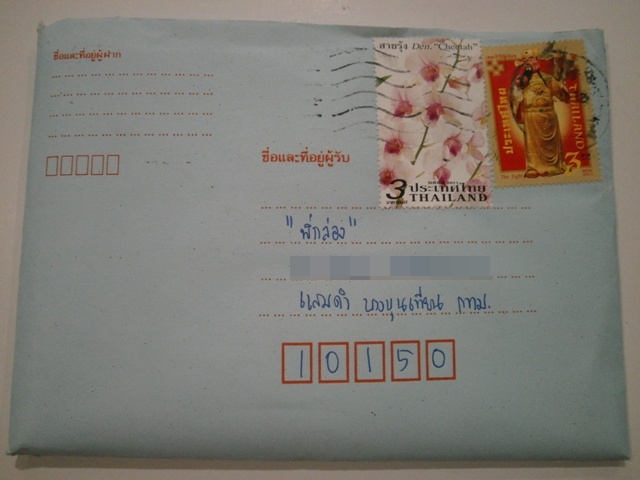 ชื่อและที่อยู่ผู้ฝาก
สายรุ้ง Den. "Cheetah"
3 ประเทศไทย
THAILAND
ประเทศไทย
THAILAND
3
ชื่อและที่อยู่ผู้รับ
"พี่กล่อง"
แสมดำ บางขุนเทียน กทม.
10150